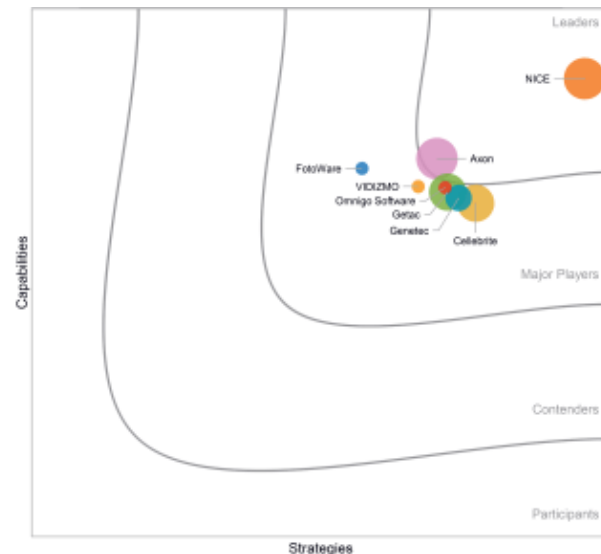 Leaders
NICE
Axon
FotoWare
VIDIZMO
Omnigo Software
Getac
Genetec
Cellebrite
Major Players
Capabilities
Contenders
Participants
Strategies